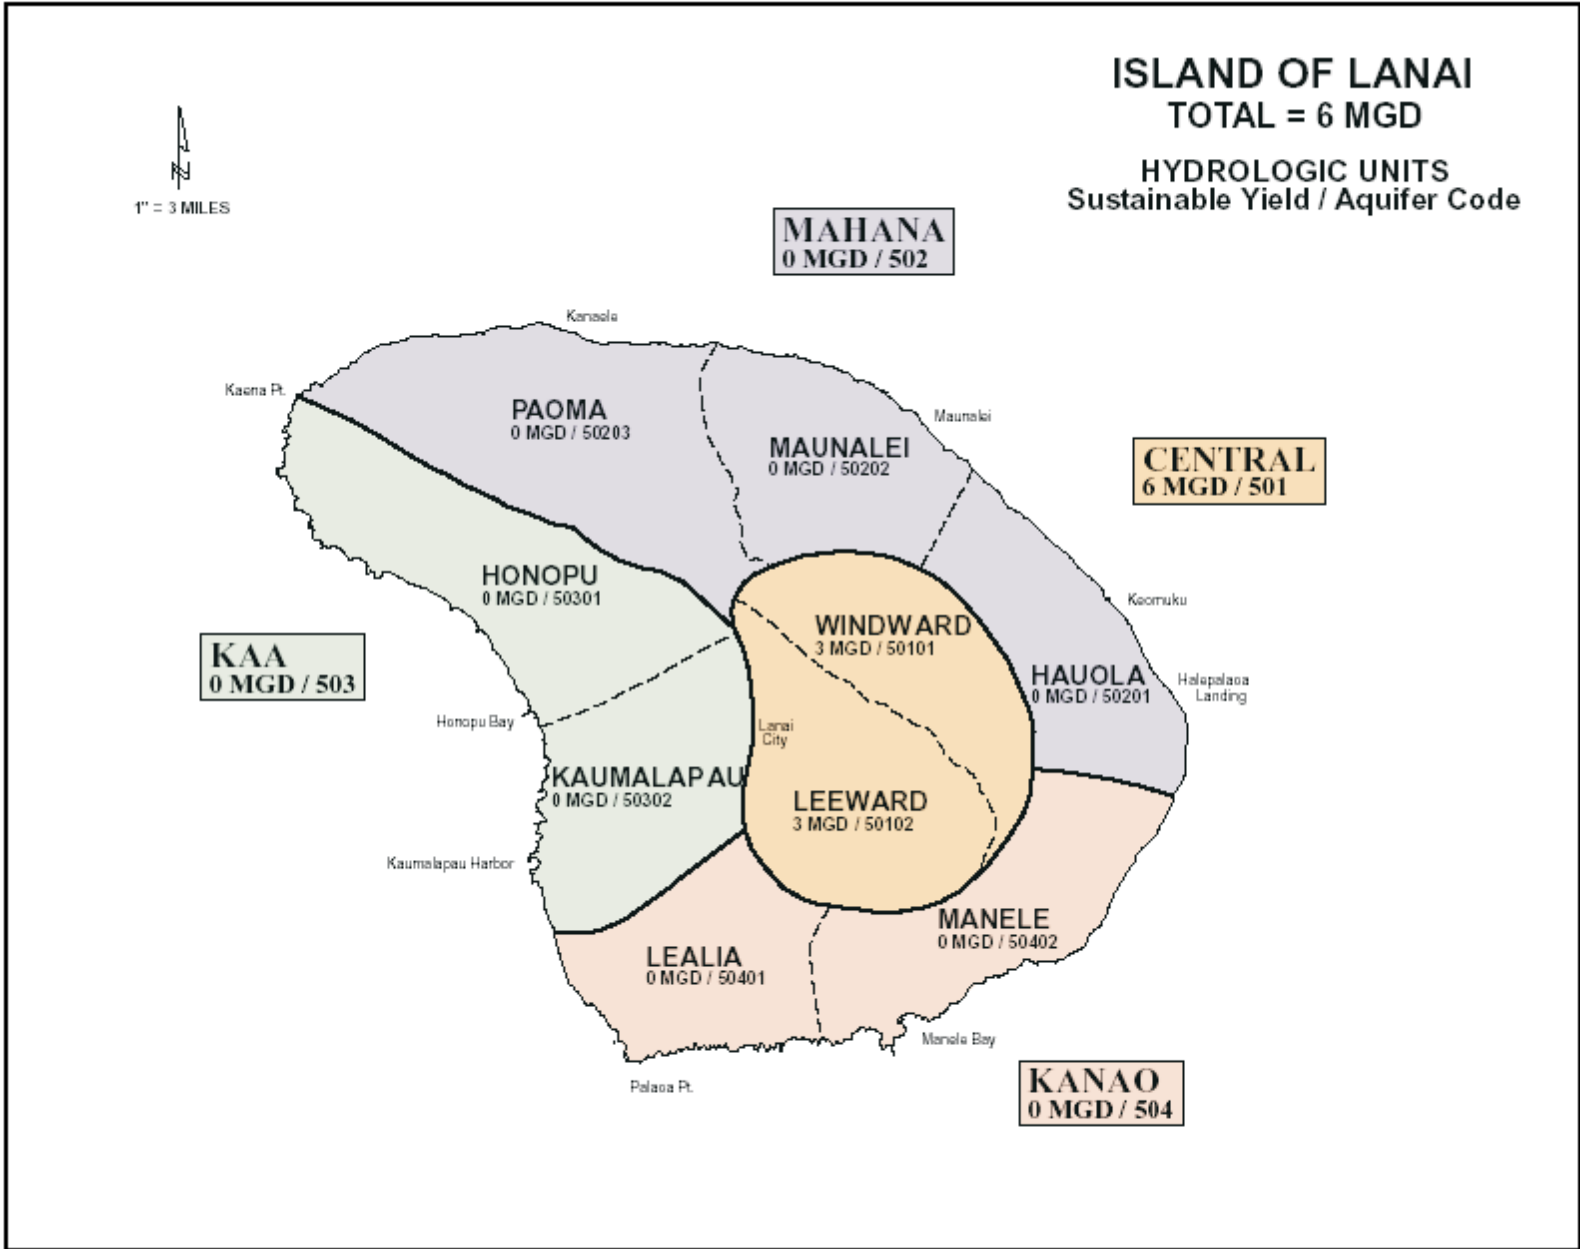 ISLAND OF LANAI
TOTAL = 6 MGD
HYDROLOGIC UNITS
Sustainable Yield / Aquifer Code
N
1" = 3 MILES
MAHANA
0 MGD / 502
Kanaele
Kaena Pt.
PAOMA
0 MGD / 50203
Maunalei
MAUNALEI
0 MGD / 50202
CENTRAL
6 MGD / 501
HONOPU
0 MGD / 50301
Keomuku
WINDWARD
3 MGD / 50101
KAA
0 MGD / 503
HAUOLA
0 MGD / 50201
Halepalaoa
Landing
Honopu Bay
Lanai
City
KAUMALAPAU
0 MGD / 50302
LEEWARD
3 MGD / 50102
Kaumalapau Harbor
MANELE
0 MGD / 50402
LEALIA
0 MGD / 50401
Manele Bay
Palaoa Pt.
KANAO
0 MGD / 504